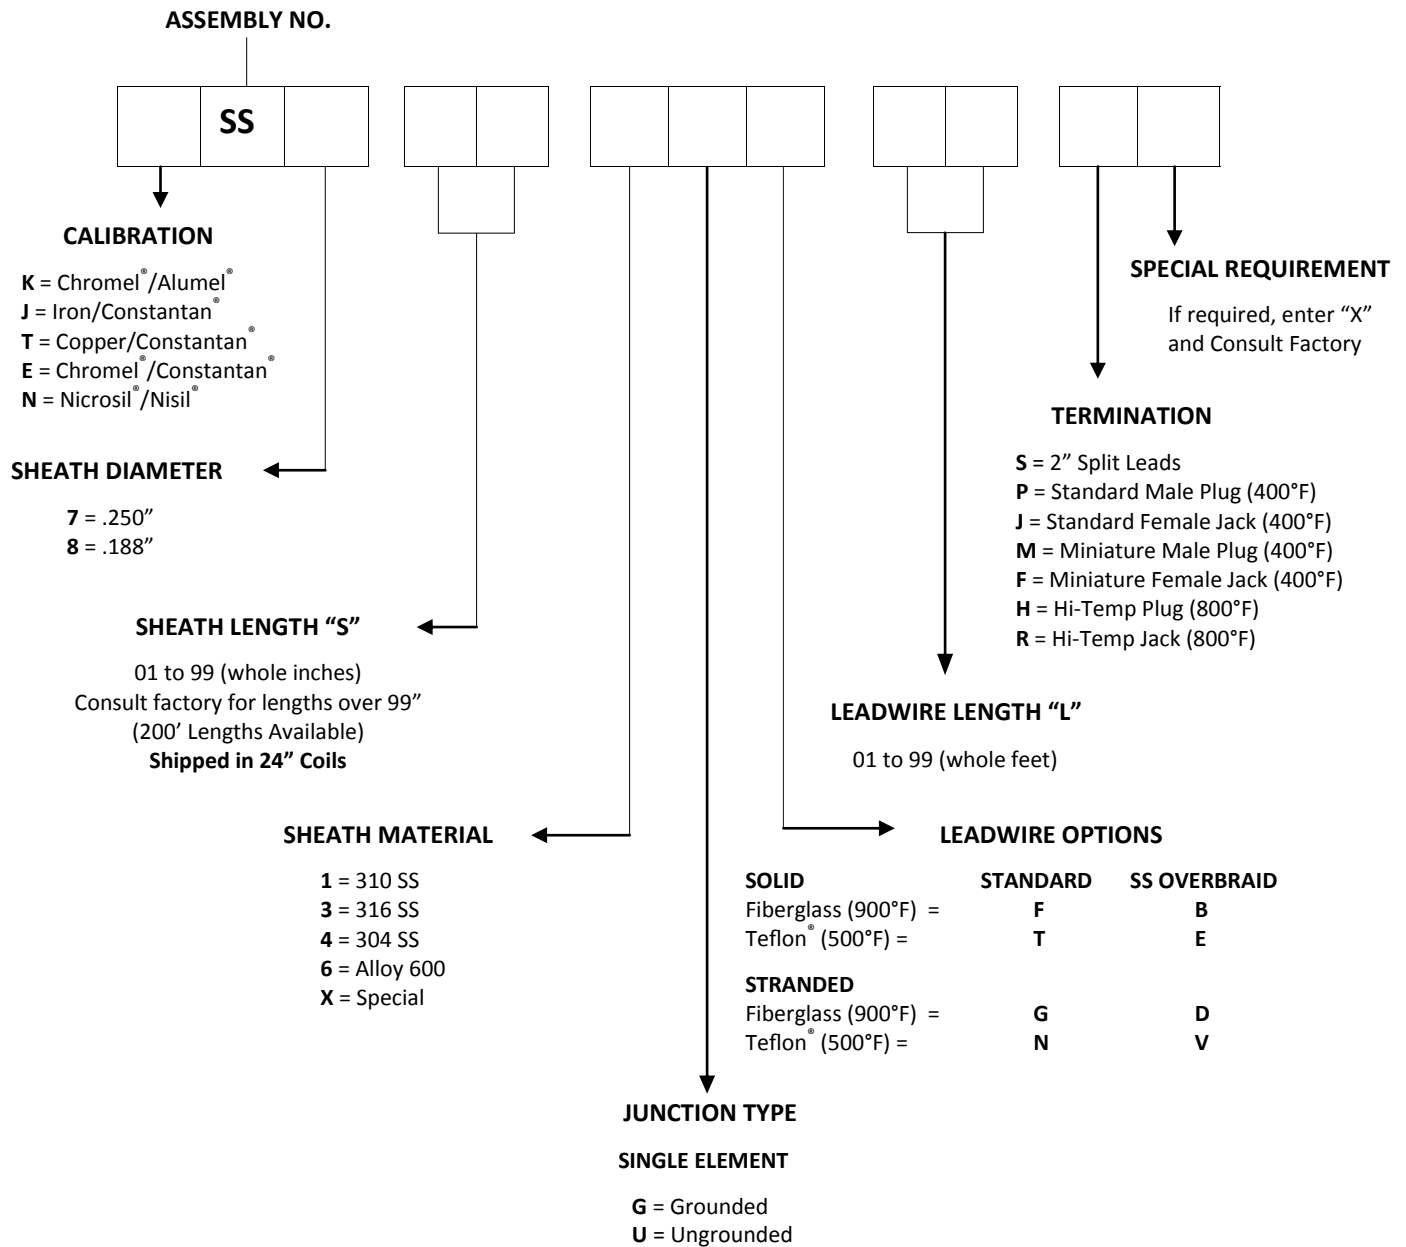 ASSEMBLY NO.
SS
CALIBRATION
K = Chromel®/Alumel®
J = Iron/Constantan®
T = Copper/Constantan®
E = Chromel®/Constantan®
N = Nicrosil®/Nisil®
SHEATH DIAMETER
7 = .250”
8 = .188”
SHEATH LENGTH “S”
01 to 99 (whole inches)
Consult factory for lengths over 99”
(200’ Lengths Available)
Shipped in 24” Coils
SHEATH MATERIAL
1 = 310 SS
3 = 316 SS
4 = 304 SS
6 = Alloy 600
X = Special
JUNCTION TYPE
SINGLE ELEMENT
G = Grounded
U = Ungrounded
LEADWIRE OPTIONS
SOLID STANDARD SS OVERBRAID
Fiberglass (900°F) = F B
Teflon® (500°F) = T E
STRANDED
Fiberglass (900°F) = G D
Teflon® (500°F) = N V
LEADWIRE LENGTH “L”
01 to 99 (whole feet)
TERMINATION
S = 2” Split Leads
P = Standard Male Plug (400°F)
J = Standard Female Jack (400°F)
M = Miniature Male Plug (400°F)
F = Miniature Female Jack (400°F)
H = Hi-Temp Plug (800°F)
R = Hi-Temp Jack (800°F)
SPECIAL REQUIREMENT
If required, enter “X”
and Consult Factory